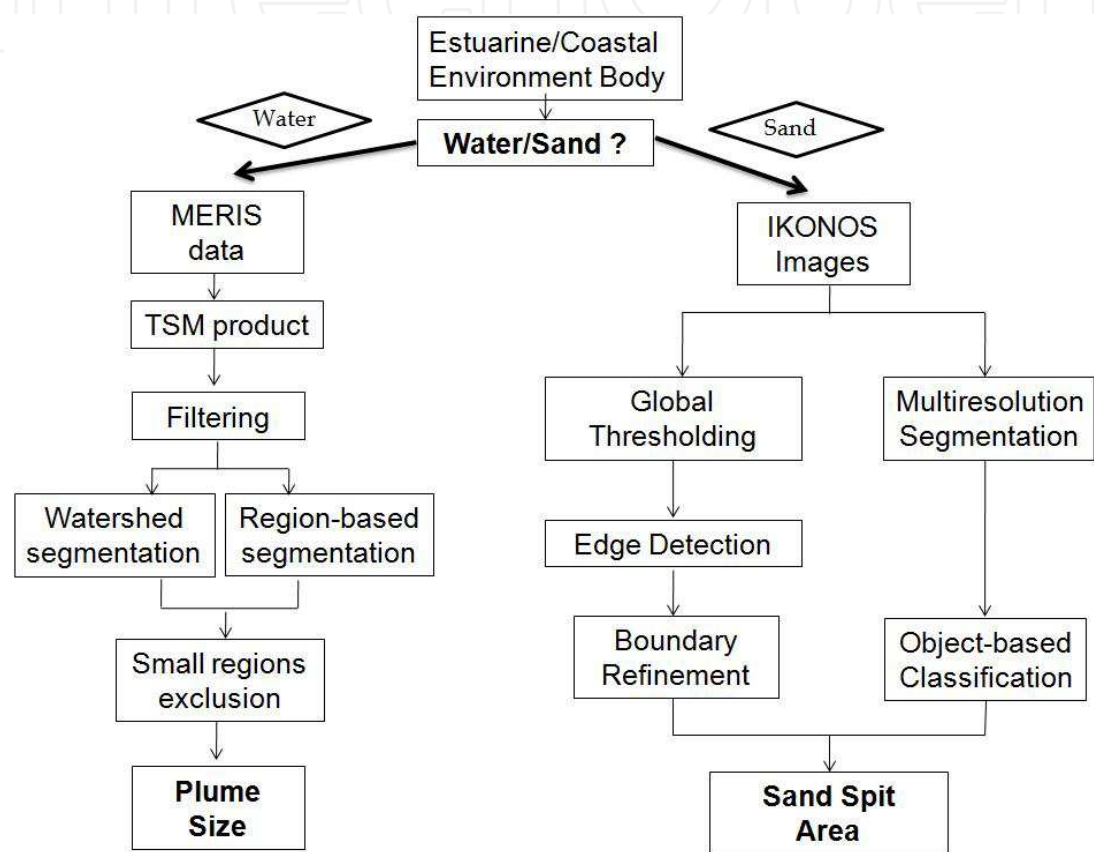 Estuarine/Coastal
Environment Body
Water
Sand
Water/Sand ?
MERIS
data
IKONOS
Images
TSM product
Filtering
Global
Thresholding
Multiresolution
Segmentation
Watershed
segmentation
Region-based
segmentation
Edge Detection
Small regions
exclusion
Boundary
Refinement
Object-based
Classification
Plume
Size
Sand Spit
Area